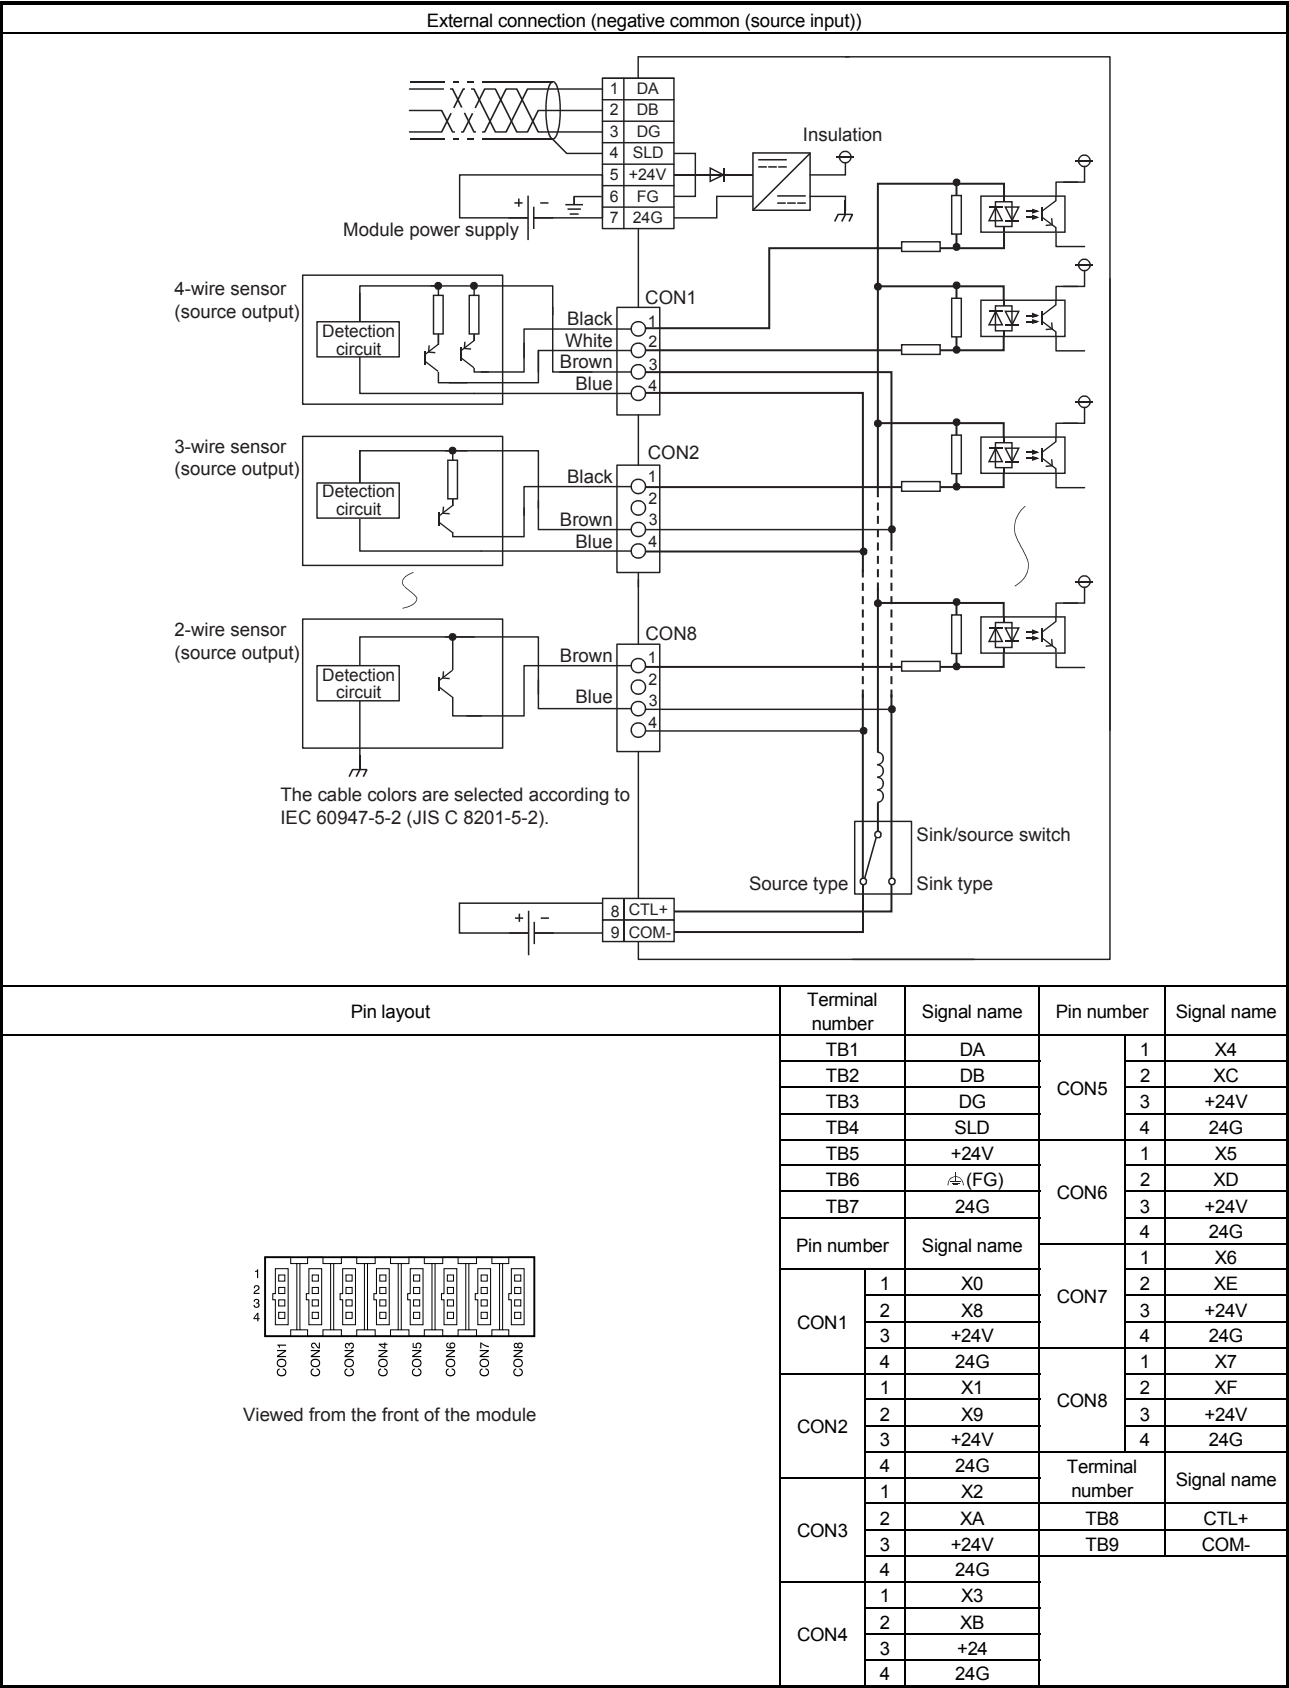 External connection (negative common (source input))
1 DA
2 DB
3 DG
4 SLD
5 +24V
6 FG
7 24G
Insulation
+ −
Module power supply
4-wire sensor
(source output)
Detection
circuit
CON1
Black 1
White 2
Brown 3
Blue 4
3-wire sensor
(source output)
Detection
circuit
CON2
Black 1
2
Brown 3
Blue 4
2-wire sensor
(source output)
Detection
circuit
CON8
Brown 1
2
Blue 3
4
The cable colors are selected according to
IEC 60947-5-2 (JIS C 8201-5-2).
Sink/source switch
Source type
Sink type
+ −
8 CTL+
9 COM-
Pin layout
1
2
3
4
CON1 CON2 CON3 CON4 CON5 CON6 CON7 CON8
Viewed from the front of the module
Terminal
number
Signal name
TB1 DA
TB2 DB
TB3 DG
TB4 SLD
TB5 +24V
TB6 (FG)
TB7 24G
Pin number Signal name
CON1
1 X0
2 X8
3 +24V
4 24G
CON2
1 X1
2 X9
3 +24V
4 24G
CON3
1 X2
2 XA
3 +24V
4 24G
CON4
1 X3
2 XB
3 +24
4 24G
Pin number Signal name
CON5
1 X4
2 XC
3 +24V
4 24G
CON6
1 X5
2 XD
3 +24V
4 24G
CON7
1 X6
2 XE
3 +24V
4 24G
CON8
1 X7
2 XF
3 +24V
4 24G
Terminal
number
Signal name
TB8 CTL+
TB9 COM-